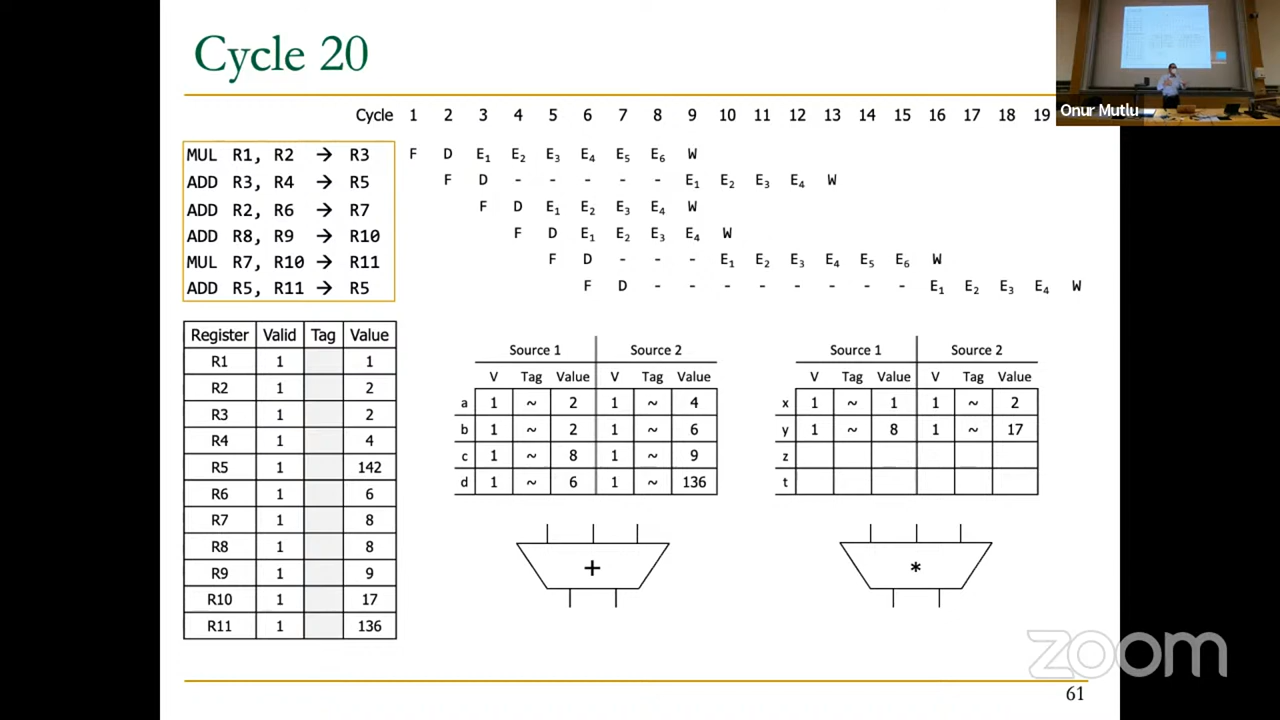 Cycle 20
Onur Mutlu
Cycle 1 2 3 4 5 6 7 8 9 10 11 12 13 14 15 16 17 18 19
MUL R1, R2 → R3 F D E₁ E₂ E₃ E₄ E₅ E₆ W
ADD R3, R4 → R5 F D - - - - - E₁ E₂ E₃ E₄ W
ADD R2, R6 → R7 F D E₁ E₂ E₃ E₄ W
ADD R8, R9 → R10 F D E₁ E₂ E₃ E₄ W
MUL R7, R10 → R11 F D - - - E₁ E₂ E₃ E₄ E₅ E₆ W
ADD R5, R11 → R5 F D - - - - - - - - E₁ E₂ E₃ E₄ W
Register Valid Tag Value
R1 1 1
R2 1 2
R3 1 2
R4 1 4
R5 1 142
R6 1 6
R7 1 8
R8 1 8
R9 1 9
R10 1 17
R11 1 136
Source 1 Source 2
V Tag Value V Tag Value
a 1 ~ 2 1 ~ 4
b 1 ~ 2 1 ~ 6
c 1 ~ 8 1 ~ 9
d 1 ~ 6 1 ~ 136
+
Source 1 Source 2
V Tag Value V Tag Value
x 1 ~ 1 1 ~ 2
y 1 ~ 8 1 ~ 17
z
t
*
zoom
61